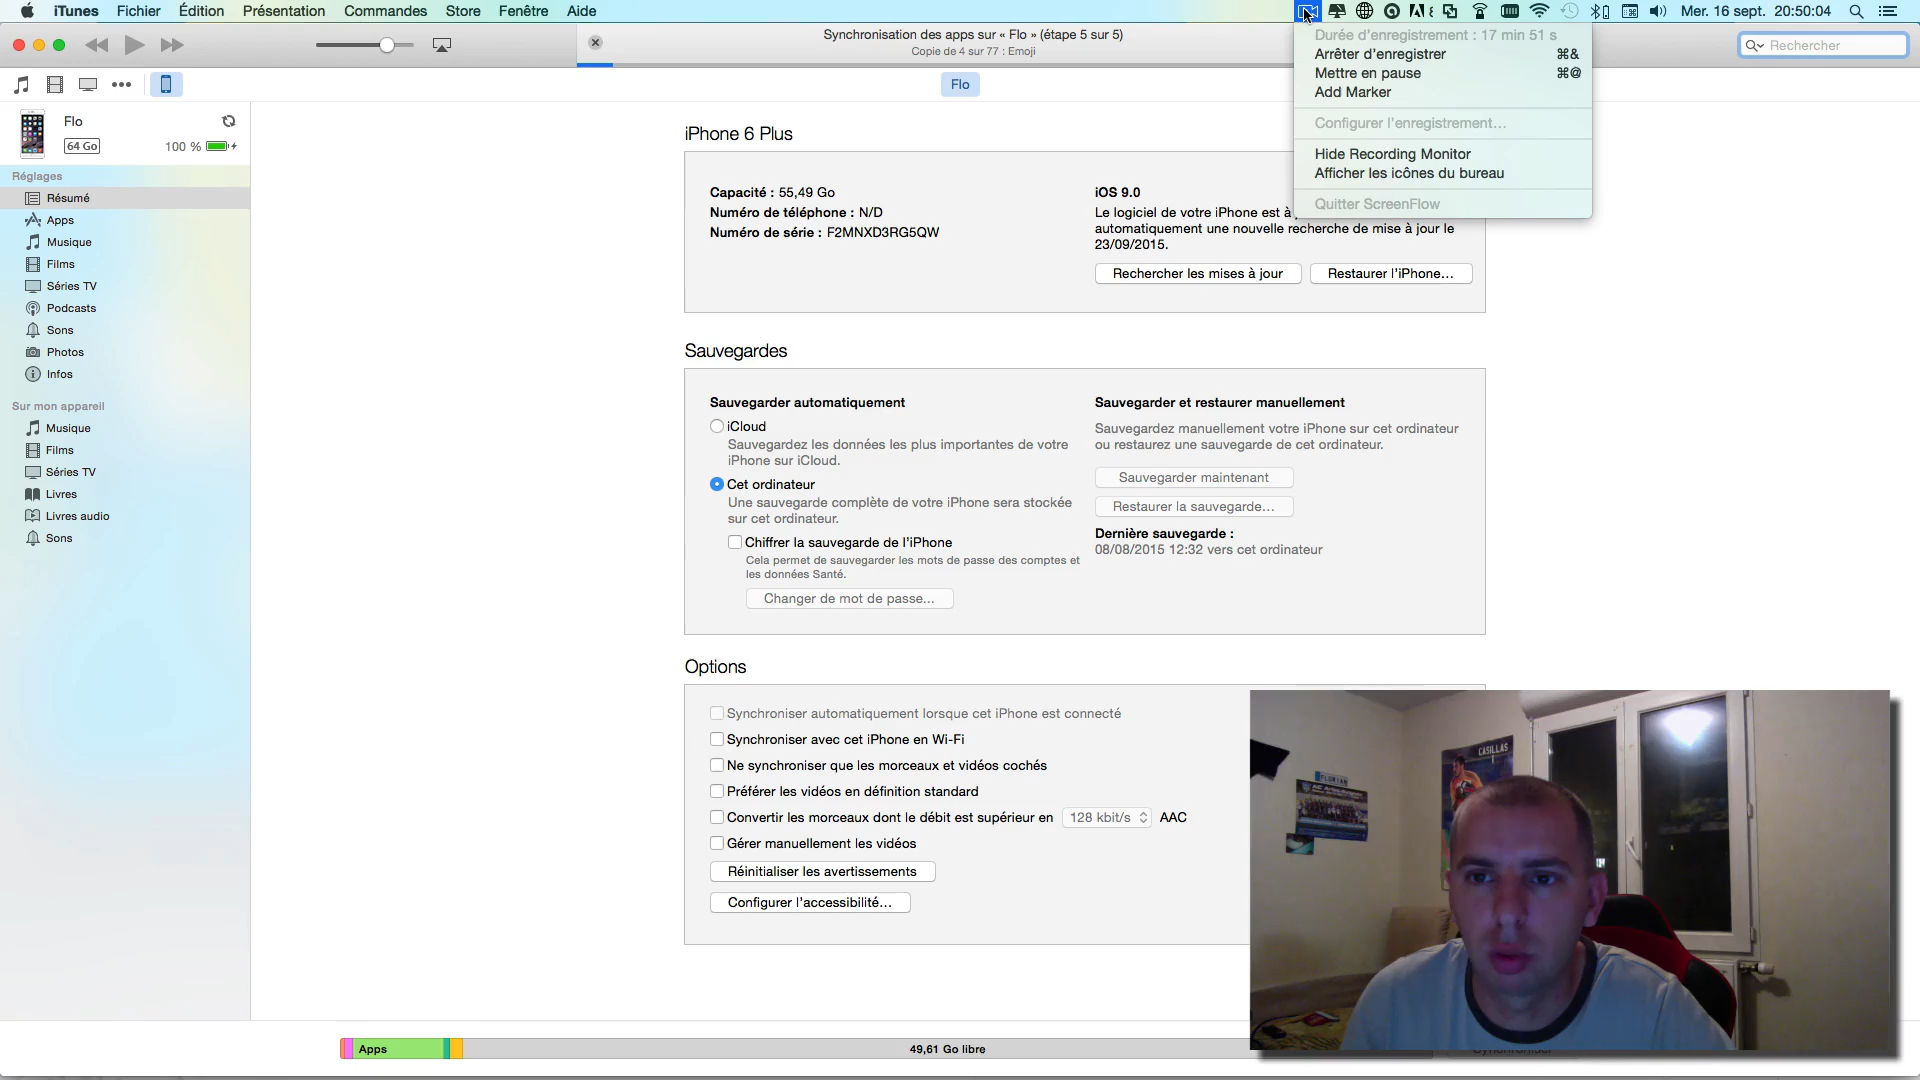 iTunes Fichier Édition Présentation Commandes Store Fenêtre Aide
Mer. 16 sept. 20:50:04
Synchronisation des apps sur « Flo » (étape 5 sur 5)
Copie de 4 sur 77 : Emoji
Rechercher
Durée d'enregistrement : 17 min 51 s
Arrêter d'enregistrer ⌘&
Mettre en pause ⌘@
Add Marker
Configurer l'enregistrement...
Hide Recording Monitor
Afficher les icônes du bureau
Quitter ScreenFlow
Flo
Flo
64 Go
100 %
Réglages
Résumé
Apps
Musique
Films
Séries TV
Podcasts
Sons
Photos
Infos
Sur mon appareil
Musique
Films
Séries TV
Livres
Livres audio
Sons
iPhone 6 Plus
Capacité : 55,49 Go
Numéro de téléphone : N/D
Numéro de série : F2MNXD3RG5QW
iOS 9.0
Le logiciel de votre iPhone est à
automatiquement une nouvelle recherche de mise à jour le
23/09/2015.
Rechercher les mises à jour
Restaurer l'iPhone...
Sauvegardes
Sauvegarder automatiquement
iCloud
Sauvegardez les données les plus importantes de votre
iPhone sur iCloud.
Cet ordinateur
Une sauvegarde complète de votre iPhone sera stockée
sur cet ordinateur.
Chiffrer la sauvegarde de l'iPhone
Cela permet de sauvegarder les mots de passe des comptes et
les données Santé.
Changer de mot de passe...
Sauvegarder et restaurer manuellement
Sauvegardez manuellement votre iPhone sur cet ordinateur
ou restaurez une sauvegarde de cet ordinateur.
Sauvegarder maintenant
Restaurer la sauvegarde...
Dernière sauvegarde :
08/08/2015 12:32 vers cet ordinateur
Options
Synchroniser automatiquement lorsque cet iPhone est connecté
Synchroniser avec cet iPhone en Wi-Fi
Ne synchroniser que les morceaux et vidéos cochés
Préférer les vidéos en définition standard
Convertir les morceaux dont le débit est supérieur en 128 kbit/s AAC
Gérer manuellement les vidéos
Réinitialiser les avertissements
Configurer l'accessibilité...
CASILLAS
FLORIAN
Apps
49,61 Go libre